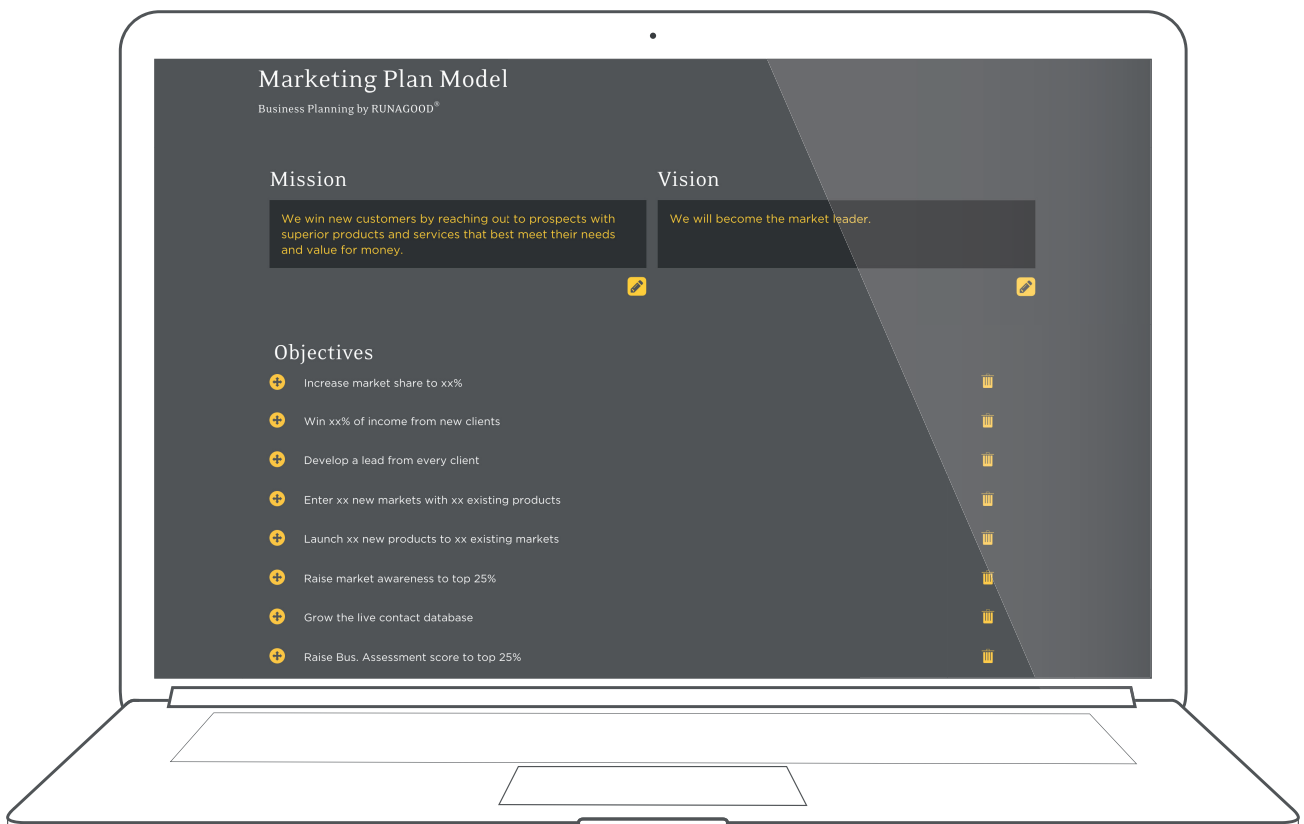 Marketing Plan Model
Business Planning by RUNAGOOD®
Mission
We win new customers by reaching out to prospects with
superior products and services that best meet their needs
and value for money.
Vision
We will become the market leader.
Objectives
Increase market share to xx%
Win xx% of income from new clients
Develop a lead from every client
Enter xx new markets with xx existing products
Launch xx new products to xx existing markets
Raise market awareness to top 25%
Grow the live contact database
Raise Bus. Assessment score to top 25%